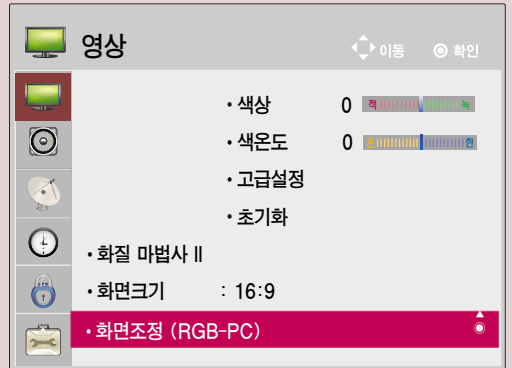 영상 이동 확인
• 색상 0 적 녹
• 색온도 0 온 한
• 고급설정
• 초기화
• 화질 마법사 II
• 화면크기 : 16:9
• 화면조정 (RGB-PC)